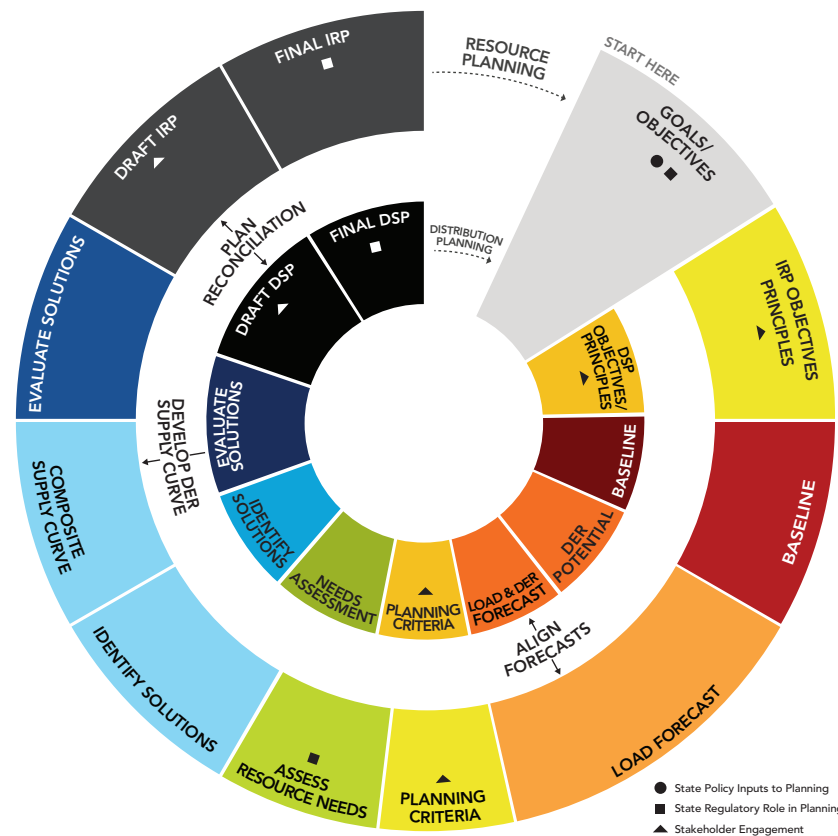 START HERE
GOALS/
OBJECTIVES
RESOURCE
PLANNING
IRP OBJECTIVES
PRINCIPLES
BASELINE
LOAD FORECAST
PLANNING
CRITERIA
ASSESS
RESOURCE NEEDS
IDENTIFY SOLUTIONS
COMPOSITE
SUPPLY CURVE
EVALUATE SOLUTIONS
DRAFT IRP
FINAL IRP
DISTRIBUTION
PLANNING
DSP
OBJECTIVES/
PRINCIPLES
BASELINE
DER
POTENTIAL
LOAD & DER
FORECAST
PLANNING
CRITERIA
NEEDS
ASSESSMENT
IDENTIFY
SOLUTIONS
EVALUATE
SOLUTIONS
DRAFT DSP
FINAL DSP
PLAN
RECONCILIATION
DEVELOP DER
SUPPLY CURVE
ALIGN
FORECASTS
State Policy Inputs to Planning
State Regulatory Role in Planning
Stakeholder Engagement